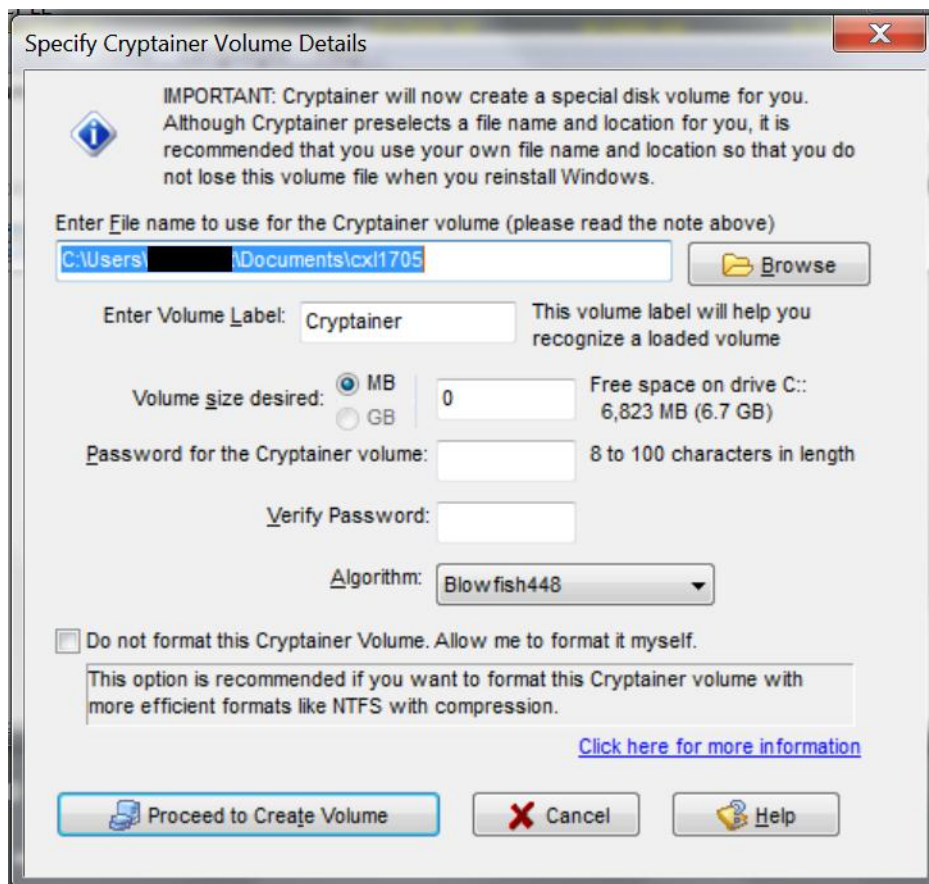 Specify Cryptainer Volume Details
IMPORTANT: Cryptainer will now create a special disk volume for you.
Although Cryptainer preselects a file name and location for you, it is
recommended that you use your own file name and location so that you do
not lose this volume file when you reinstall Windows.
Enter File name to use for the Cryptainer volume (please read the note above)
C:\Users\ \Documents\cxl1705
Browse
Enter Volume Label:
Cryptainer
This volume label will help you
recognize a loaded volume
Volume size desired:
MB
GB
0
Free space on drive C::
6,823 MB (6.7 GB)
Password for the Cryptainer volume:
8 to 100 characters in length
Verify Password:
Algorithm:
Blowfish448
Do not format this Cryptainer Volume. Allow me to format it myself.
This option is recommended if you want to format this Cryptainer volume with
more efficient formats like NTFS with compression.
Click here for more information
Proceed to Create Volume
Cancel
Help